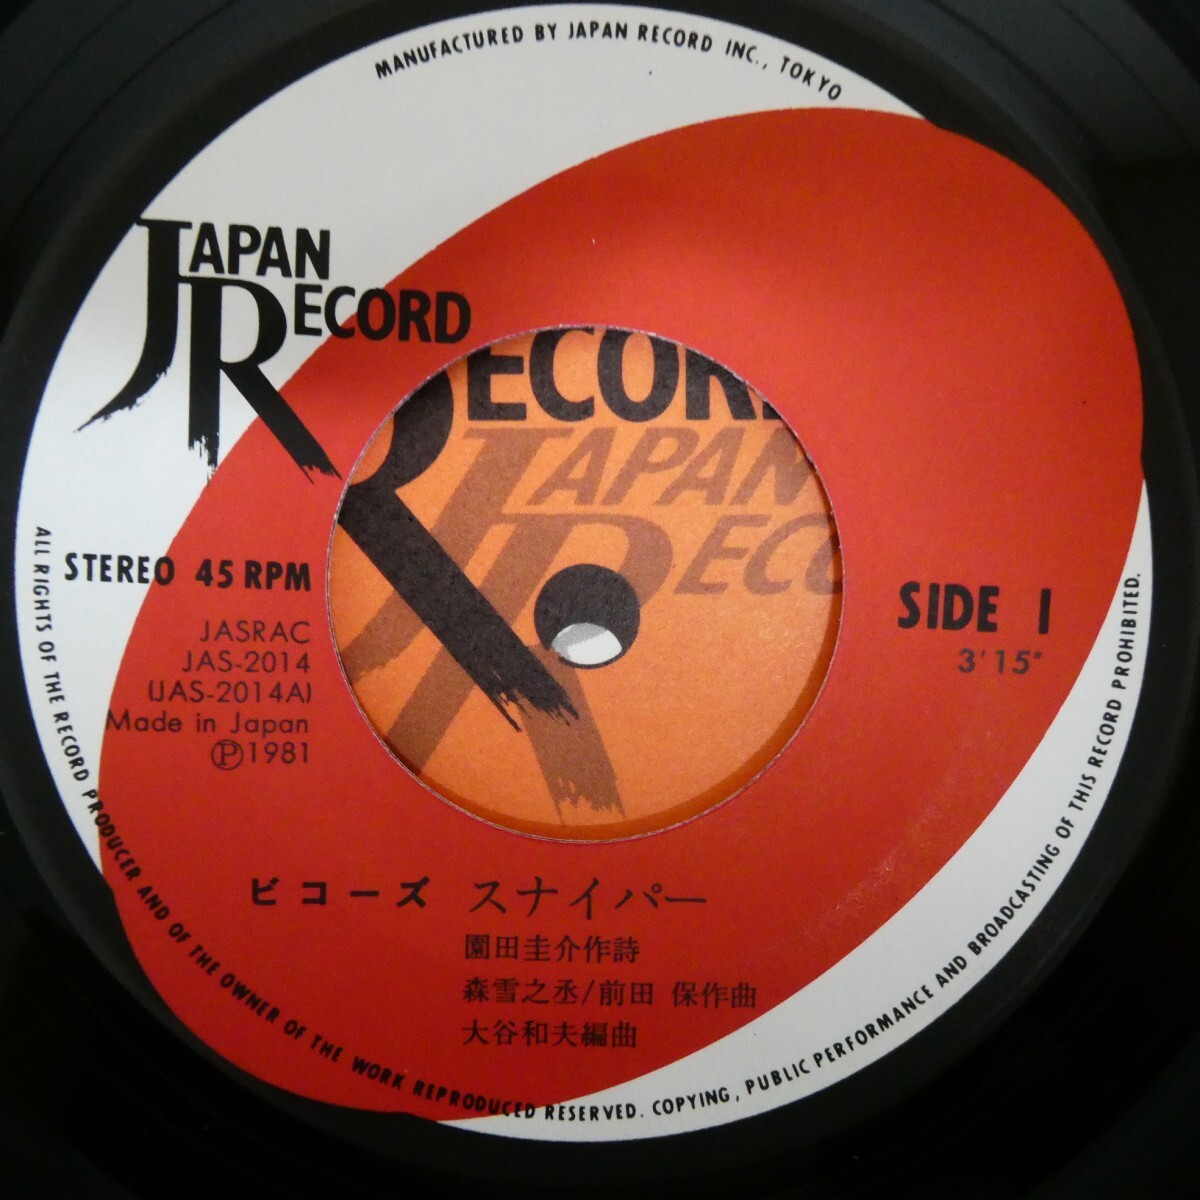 MANUFACTURED BY JAPAN RECORD INC., TOKYO
JAPAN
RECORD
RECOR
JAPAN
RECO
STEREO 45 RPM
JASRAC
JAS-2014
(JAS-2014A)
Made in Japan
Ⓟ1981
SIDE 1
3'15"
ビコーズ スナイパー
園田圭介作詩
森雪之丞/前田 保作曲
大谷和夫編曲
ALL RIGHTS OF THE RECORD PRODUCER AND OF THE OWNER OF THE WORK REPRODUCED RESERVED. COPYING, PUBLIC PERFORMANCE AND BROADCASTING OF THIS RECORD PROHIBITED.